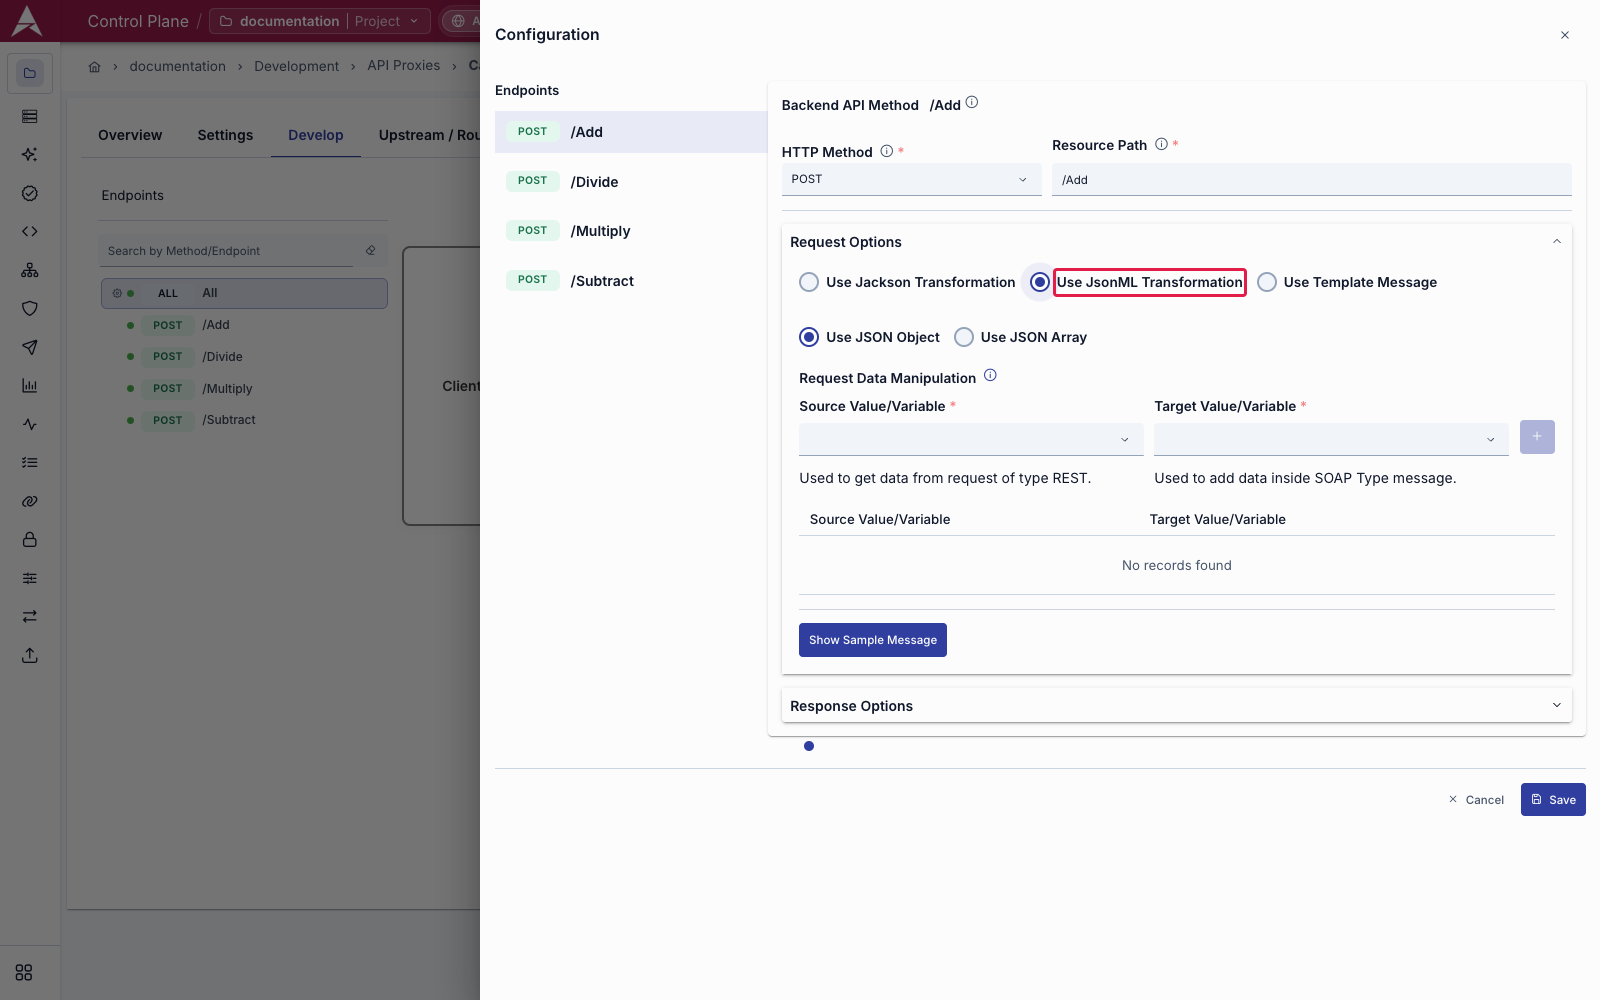 Control Plane / documentation | Project
Configuration
documentation > Development > API Proxies >
Overview Settings Develop
Endpoints
Search by Method/Endpoint
ALL All
POST /Add
POST /Divide
POST /Multiply
POST /Subtract
Client
Endpoints
POST /Add
POST /Divide
POST /Multiply
POST /Subtract
Backend API Method /Add
HTTP Method *
Resource Path *
POST
/Add
Request Options
Use Jackson Transformation Use JsonML Transformation Use Template Message
Use JSON Object Use JSON Array
Request Data Manipulation
Source Value/Variable * Target Value/Variable *
Used to get data from request of type REST. Used to add data inside SOAP Type message.
Source Value/Variable Target Value/Variable
No records found
Show Sample Message
Response Options
Cancel Save